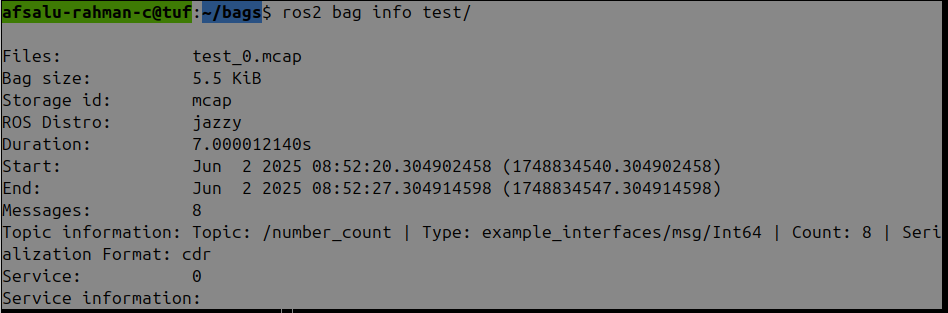 afsalu-rahman-c@tuf:~/bags$ ros2 bag info test/
Files:             test_0.mcap
Bag size:          5.5 KiB
Storage id:        mcap
ROS Distro:        jazzy
Duration:          7.000012140s
Start:             Jun  2 2025 08:52:20.304902458 (1748834540.304902458)
End:               Jun  2 2025 08:52:27.304914598 (1748834547.304914598)
Messages:          8
Topic information: Topic: /number_count | Type: example_interfaces/msg/Int64 | Count: 8 | Seri
alization Format: cdr
Service:           0
Service information: